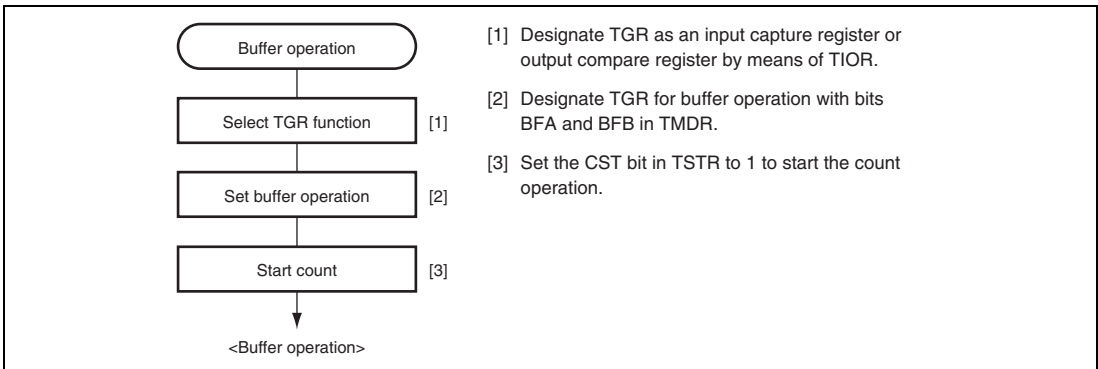 Buffer operation
Select TGR function [1]
Set buffer operation [2]
Start count [3]
<Buffer operation>
[1] Designate TGR as an input capture register or
output compare register by means of TIOR.
[2] Designate TGR for buffer operation with bits
BFA and BFB in TMDR.
[3] Set the CST bit in TSTR to 1 to start the count
operation.